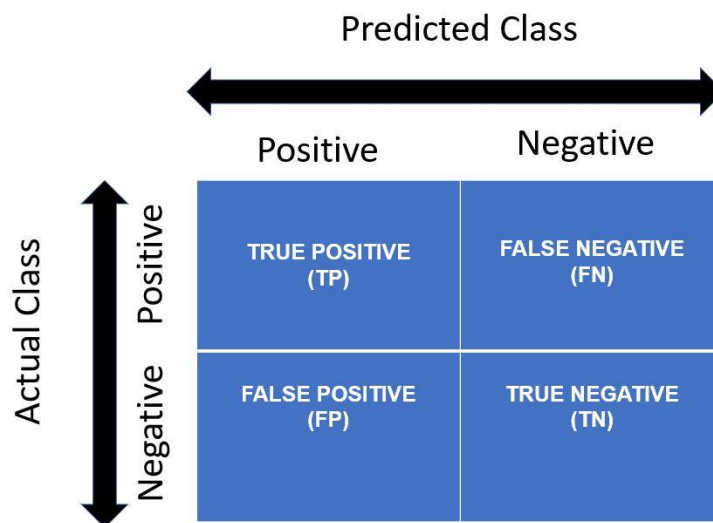 Predicted Class
Positive
Negative
Actual Class
Positive
Negative
TRUE POSITIVE
(TP)
FALSE NEGATIVE
(FN)
FALSE POSITIVE
(FP)
TRUE NEGATIVE
(TN)